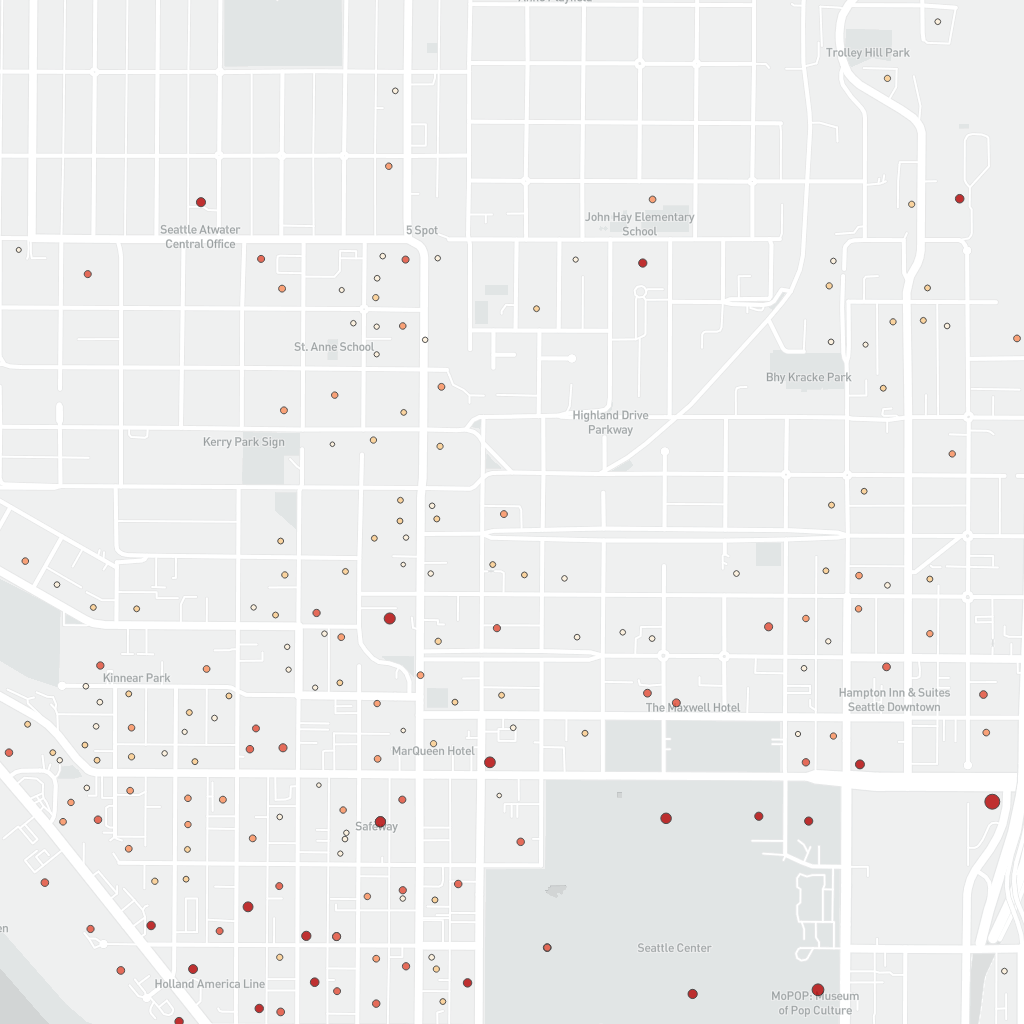 Anne Playfield
Trolley Hill Park
John Hay Elementary
School
Seattle Atwater
Central Office
5 Spot
St. Anne School
Bhy Kracke Park
Highland Drive
Parkway
Kerry Park Sign
Kinnear Park
Hampton Inn & Suites
Seattle Downtown
The Maxwell Hotel
MarQueen Hotel
Safeway
Seattle Center
Holland America Line
MoPOP: Museum
of Pop Culture